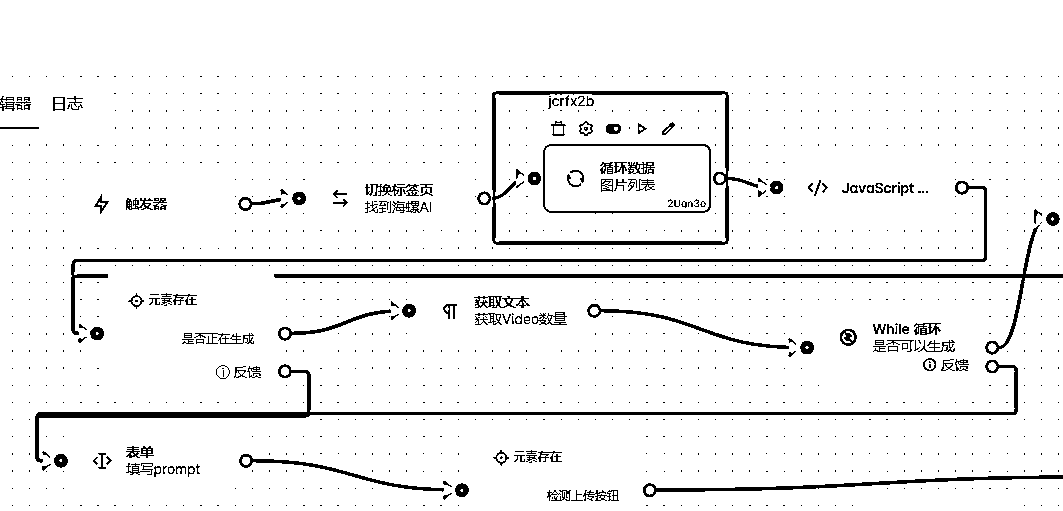 辑器 日志
jcrfx2b
触发器
切换标签页
找到海螺AI
循环数据
图片列表
2Uqn3o
JavaScript ...
元素存在
是否正在生成
反馈
获取文本
获取Video数量
While 循环
是否可以生成
反馈
表单
填写prompt
元素存在
检测上传按钮